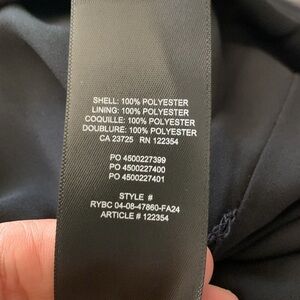 SHELL: 100% POLYESTER
LINING: 100% POLYESTER
COQUILLE: 100% POLYESTER
DOUBLURE: 100% POLYESTER
CA 23725 RN 122354
PO 4500227399
PO 4500227400
PO 4500227401
STYLE #
RYBC 04-08-47860-FA24
ARTICLE # 122354